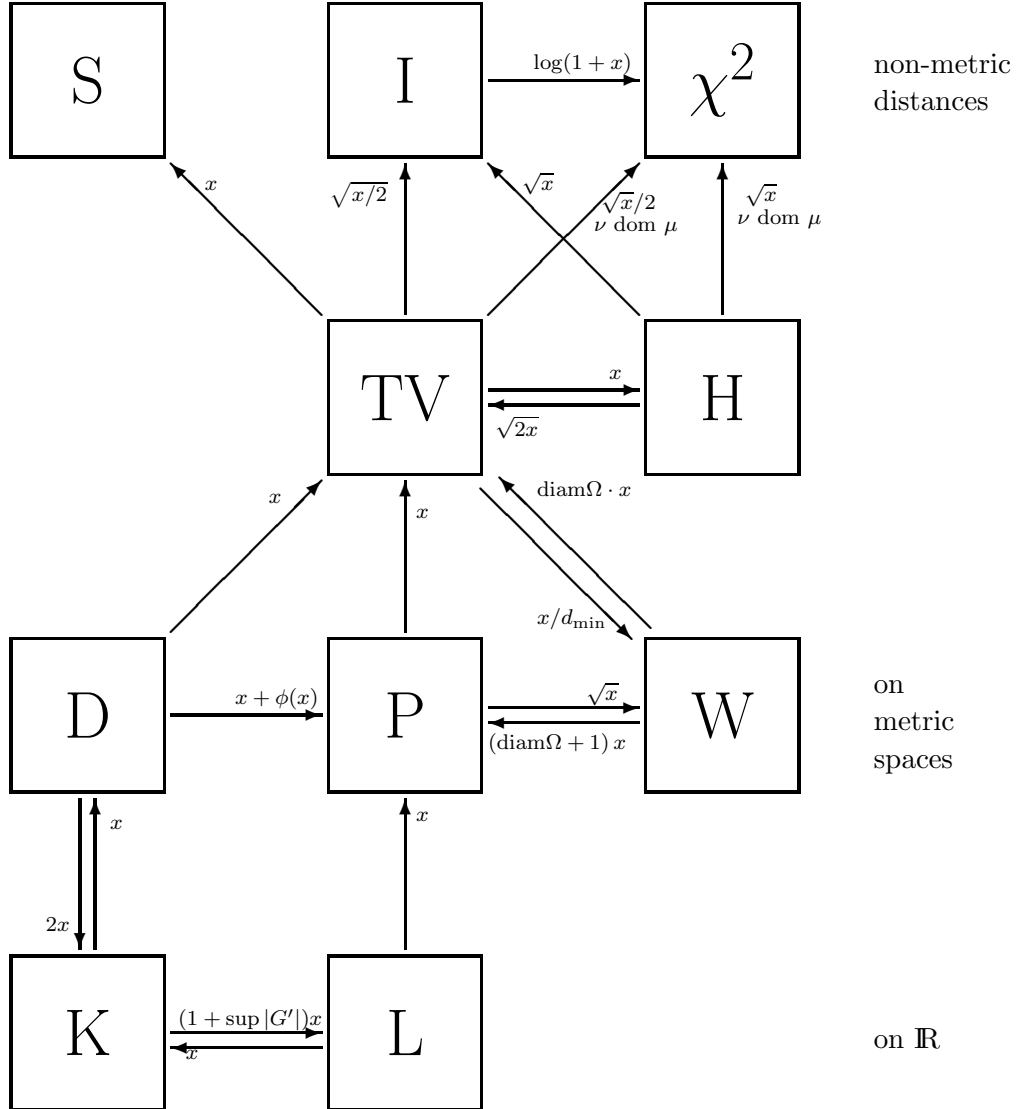 S
I
log(1 + x)
χ²
non-metric
distances
x
√x/2
√x
√x/2
ν dom μ
√x
ν dom μ
TV
x
√2x
H
x
x
diamΩ · x
x/d_min
D
x + φ(x)
P
√x
(diamΩ + 1) x
W
on
metric
spaces
x
2x
x
K
(1 + sup |G′|)x
x
L
on ℝ